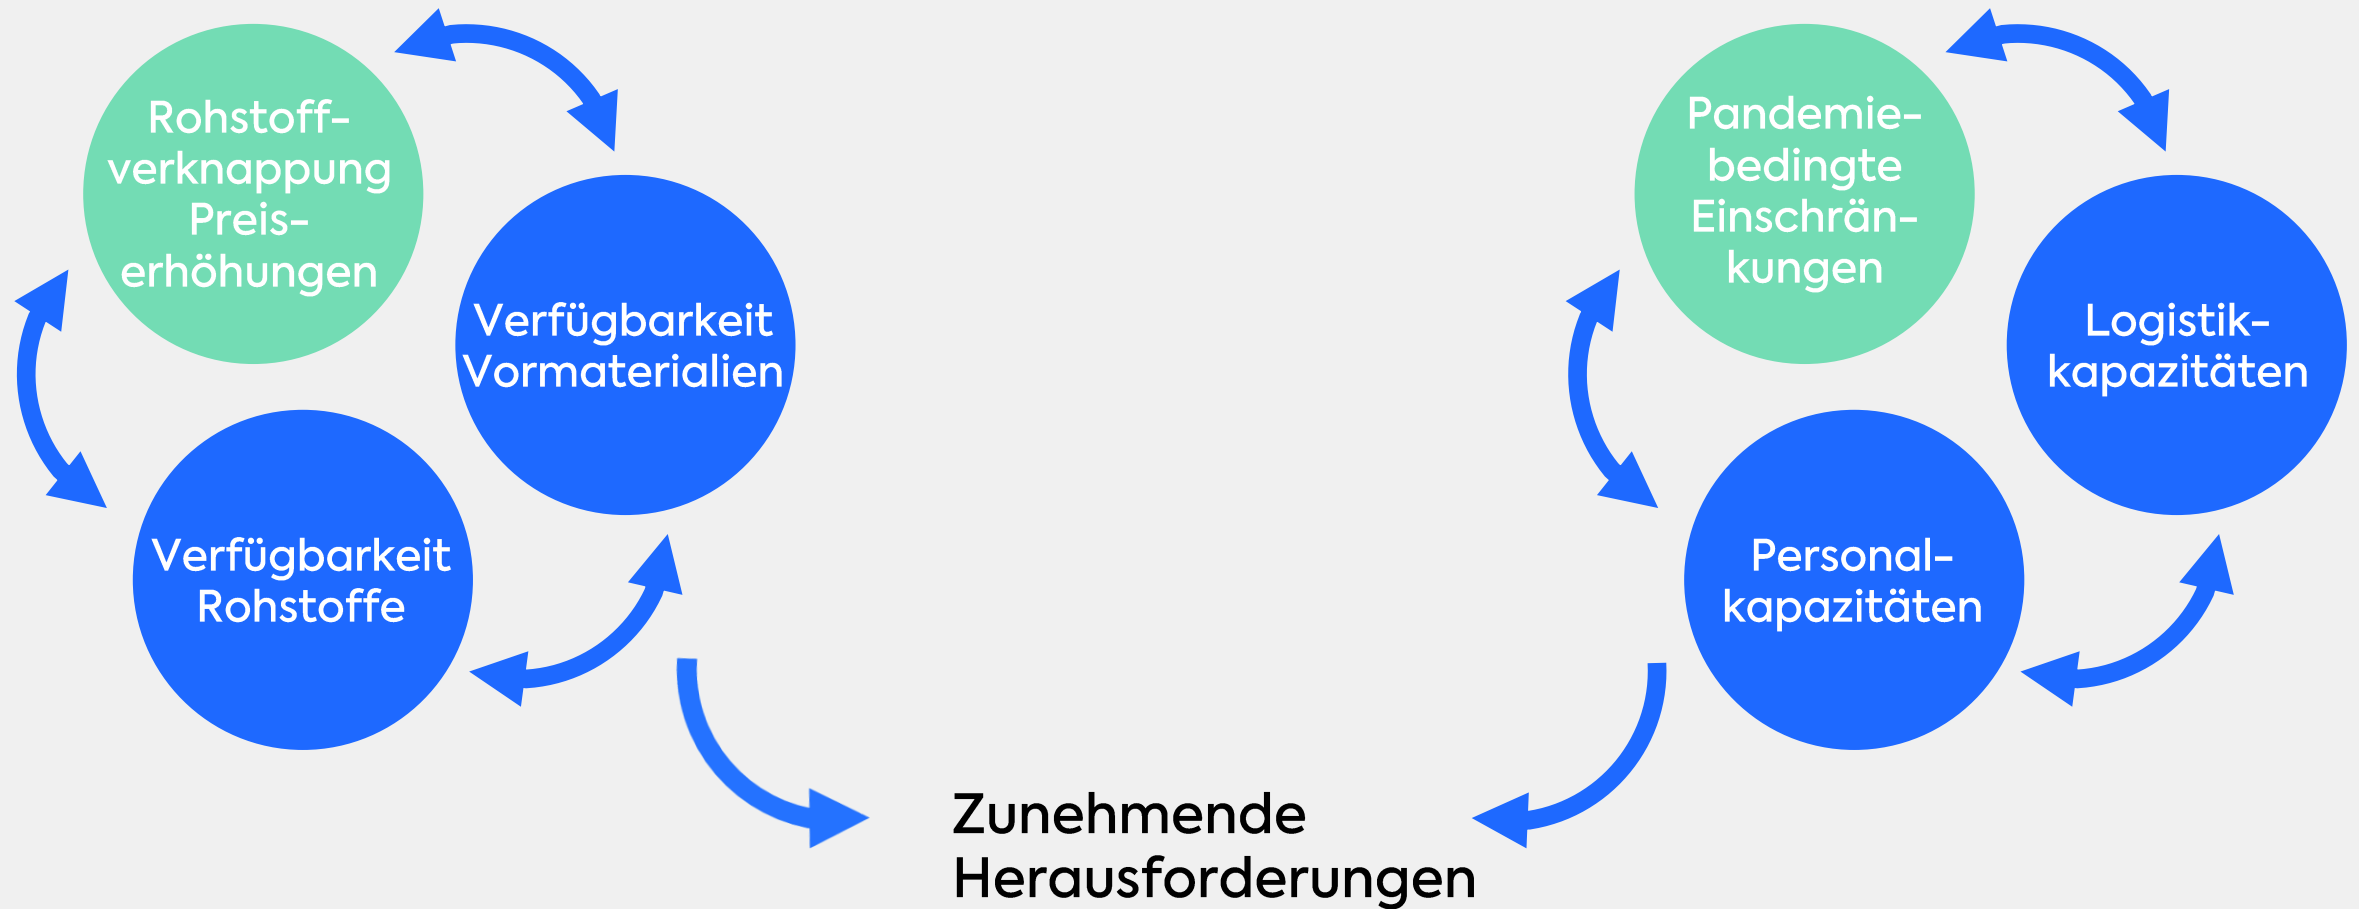 Rohstoff-
verknappung
Preis-
erhöhungen
Verfügbarkeit
Vormaterialien
Verfügbarkeit
Rohstoffe
Pandemie-
bedingte
Einschrän-
kungen
Logistik-
kapazitäten
Personal-
kapazitäten
Zunehmende
Herausforderungen